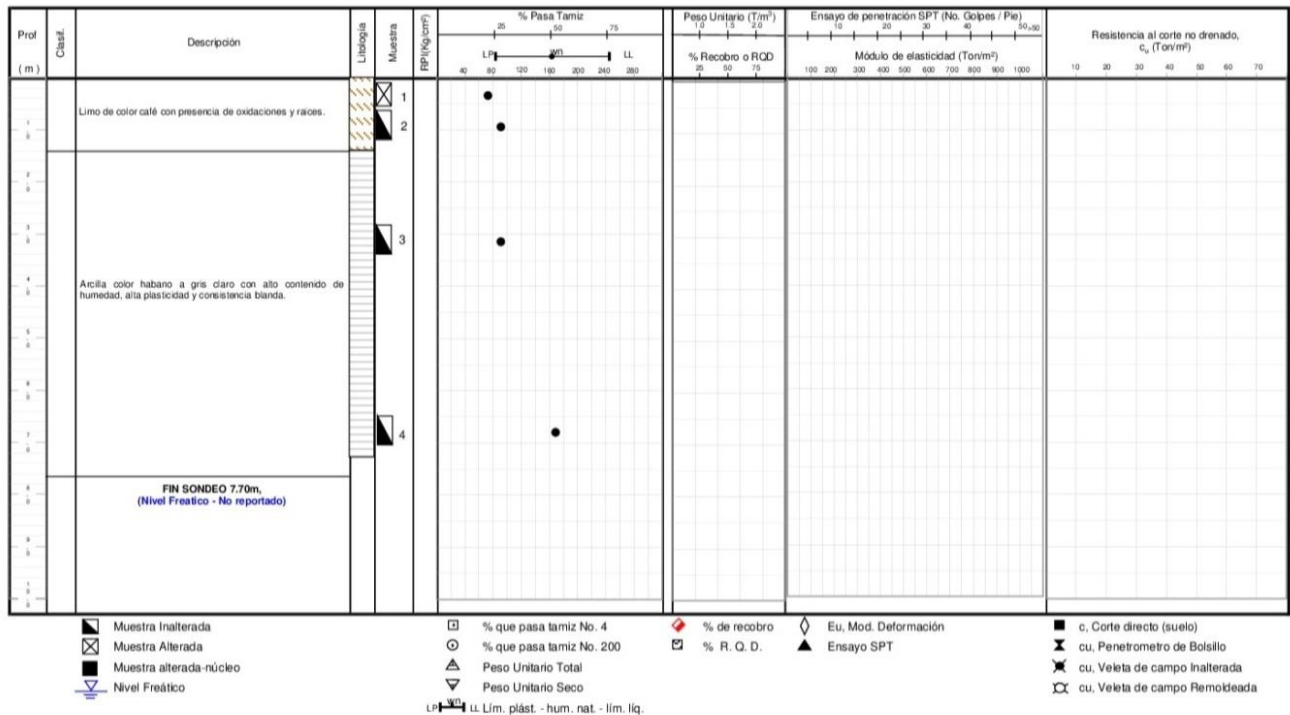 Prof
( m )
Clasif.
Descripción
Litología
Muestra
RPI(Kg/cm²)
% Pasa Tamiz
25 50 75
LP wn LL
40 80 120 160 200 240 280
Peso Unitario (T/m³)
1.0 1.5 2.0
% Recobro o RQD
25 50 75
Ensayo de penetración SPT (No. Golpes / Pie)
10 20 30 40 50 >50
Módulo de elasticidad (Ton/m²)
100 200 300 400 500 600 700 800 900 1000
Resistencia al corte no drenado,
cu (Ton/m²)
10 20 30 40 50 60 70
Limo de color café con presencia de oxidaciones y raices.
1
2
3
Arcilla color habano a gris claro con alto contenido de
humedad, alta plasticidad y consistencia blanda.
4
FIN SONDEO 7.70m,
(Nivel Freatico - No reportado)
Muestra Inalterada
Muestra Alterada
Muestra alterada-núcleo
Nivel Freático
% que pasa tamiz No. 4
% que pasa tamiz No. 200
Peso Unitario Total
Peso Unitario Seco
LP wn LL Lím. plást. - hum. nat. - lím. líq.
% de recobro
% R. Q. D.
Eu, Mod. Deformación
Ensayo SPT
c, Corte directo (suelo)
cu, Penetrometro de Bolsillo
cu, Veleta de campo Inalterada
cu, Veleta de campo Remoldeada